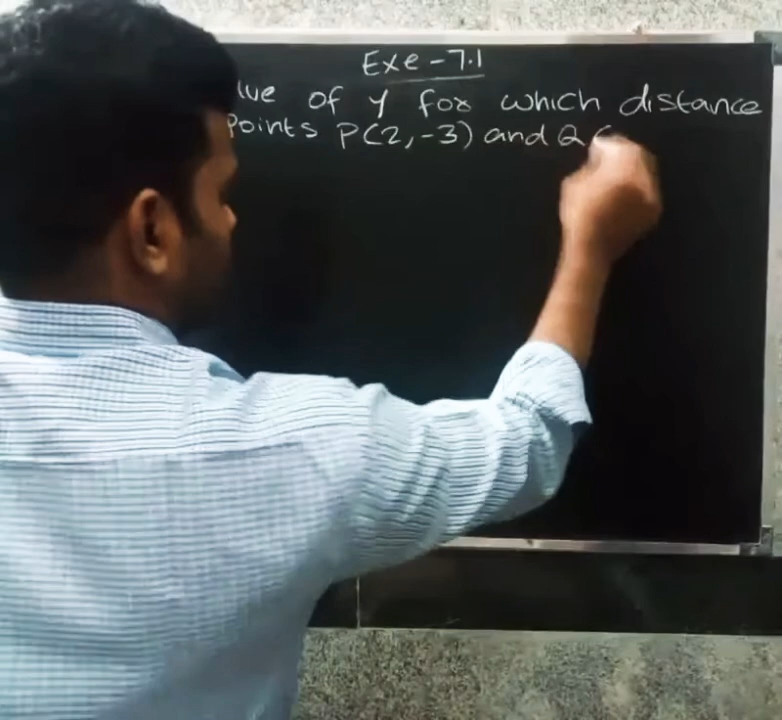 Exe-7.1
lue of y for which distance
points P(2,-3) and Q(